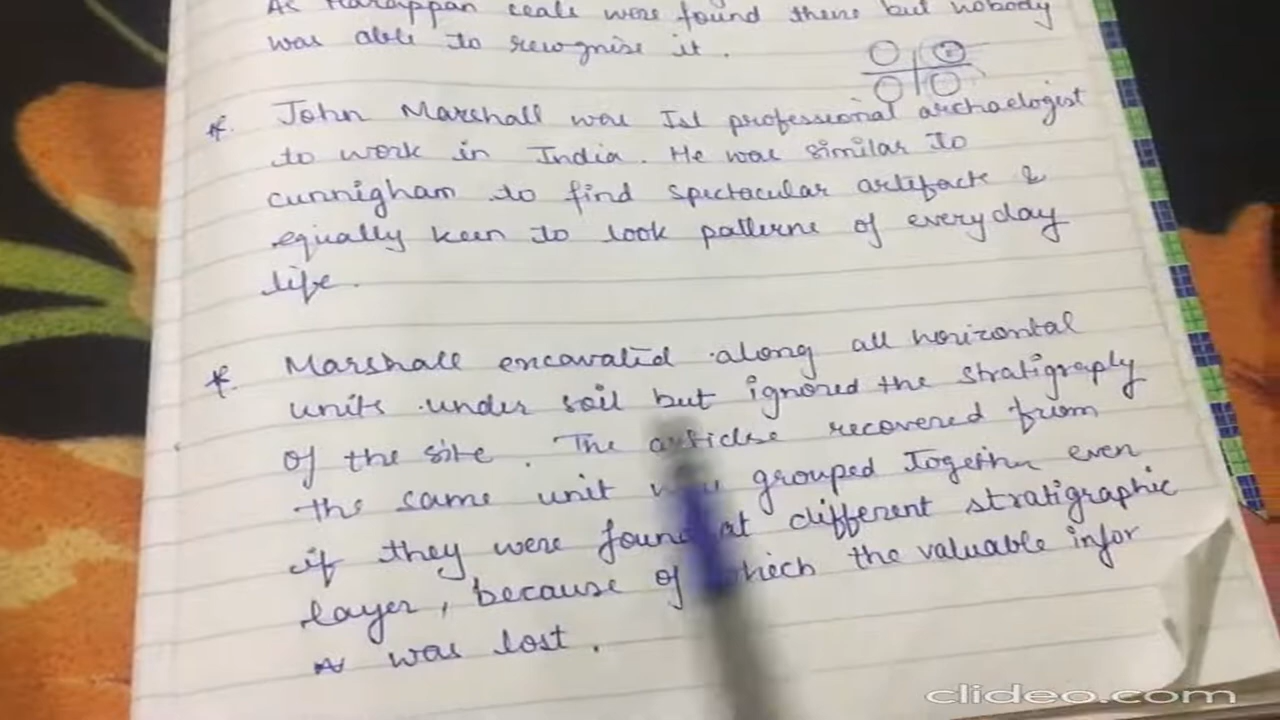 As Harappan seals were found there but nobody
was able to recognise it.
*. John Marshall was Ist professional archaelogist
to work in India. He was similar to
cunnigham to find spectacular artefacts &
equally keen to look patterns of everyday
life.
*. Marshall encavated along all horizontal
units under soil but ignored the stratigraphy
of the site. The articles recovered from
the same unit grouped together even
if they were found at different stratigraphic
layer, because of which the valuable infor
was lost.
clideo.com